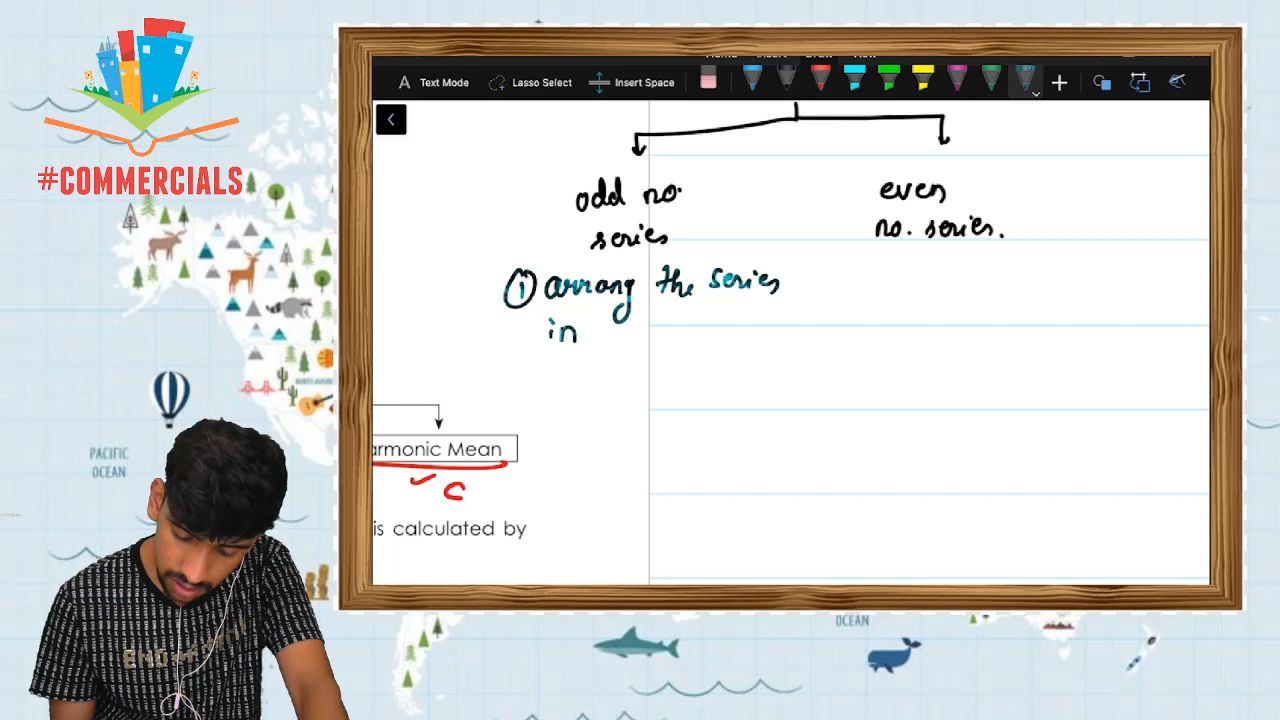 #COMMERCIALS
Text Mode
Lasso Select
Insert Space
odd no.
series
even
no. series.
① arrang the series
in
armonic Mean
is calculated by
PACIFIC
OCEAN
OCEAN